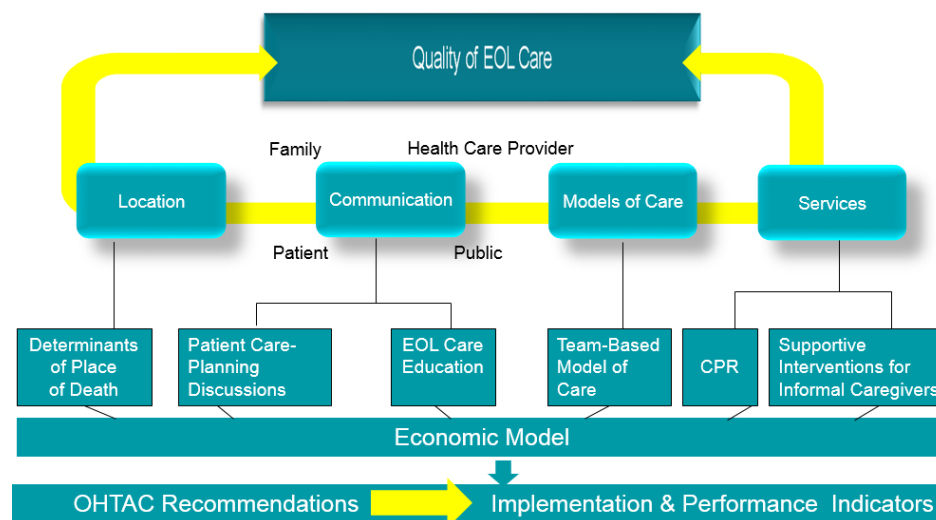 Quality of EOL Care
Family
Health Care Provider
Location
Communication
Models of Care
Services
Patient
Public
Determinants
of Place
of Death
Patient Care-
Planning
Discussions
EOL Care
Education
Team-Based
Model of
Care
CPR
Supportive
Interventions for
Informal Caregivers
Economic Model
OHTAC Recommendations
Implementation & Performance Indicators